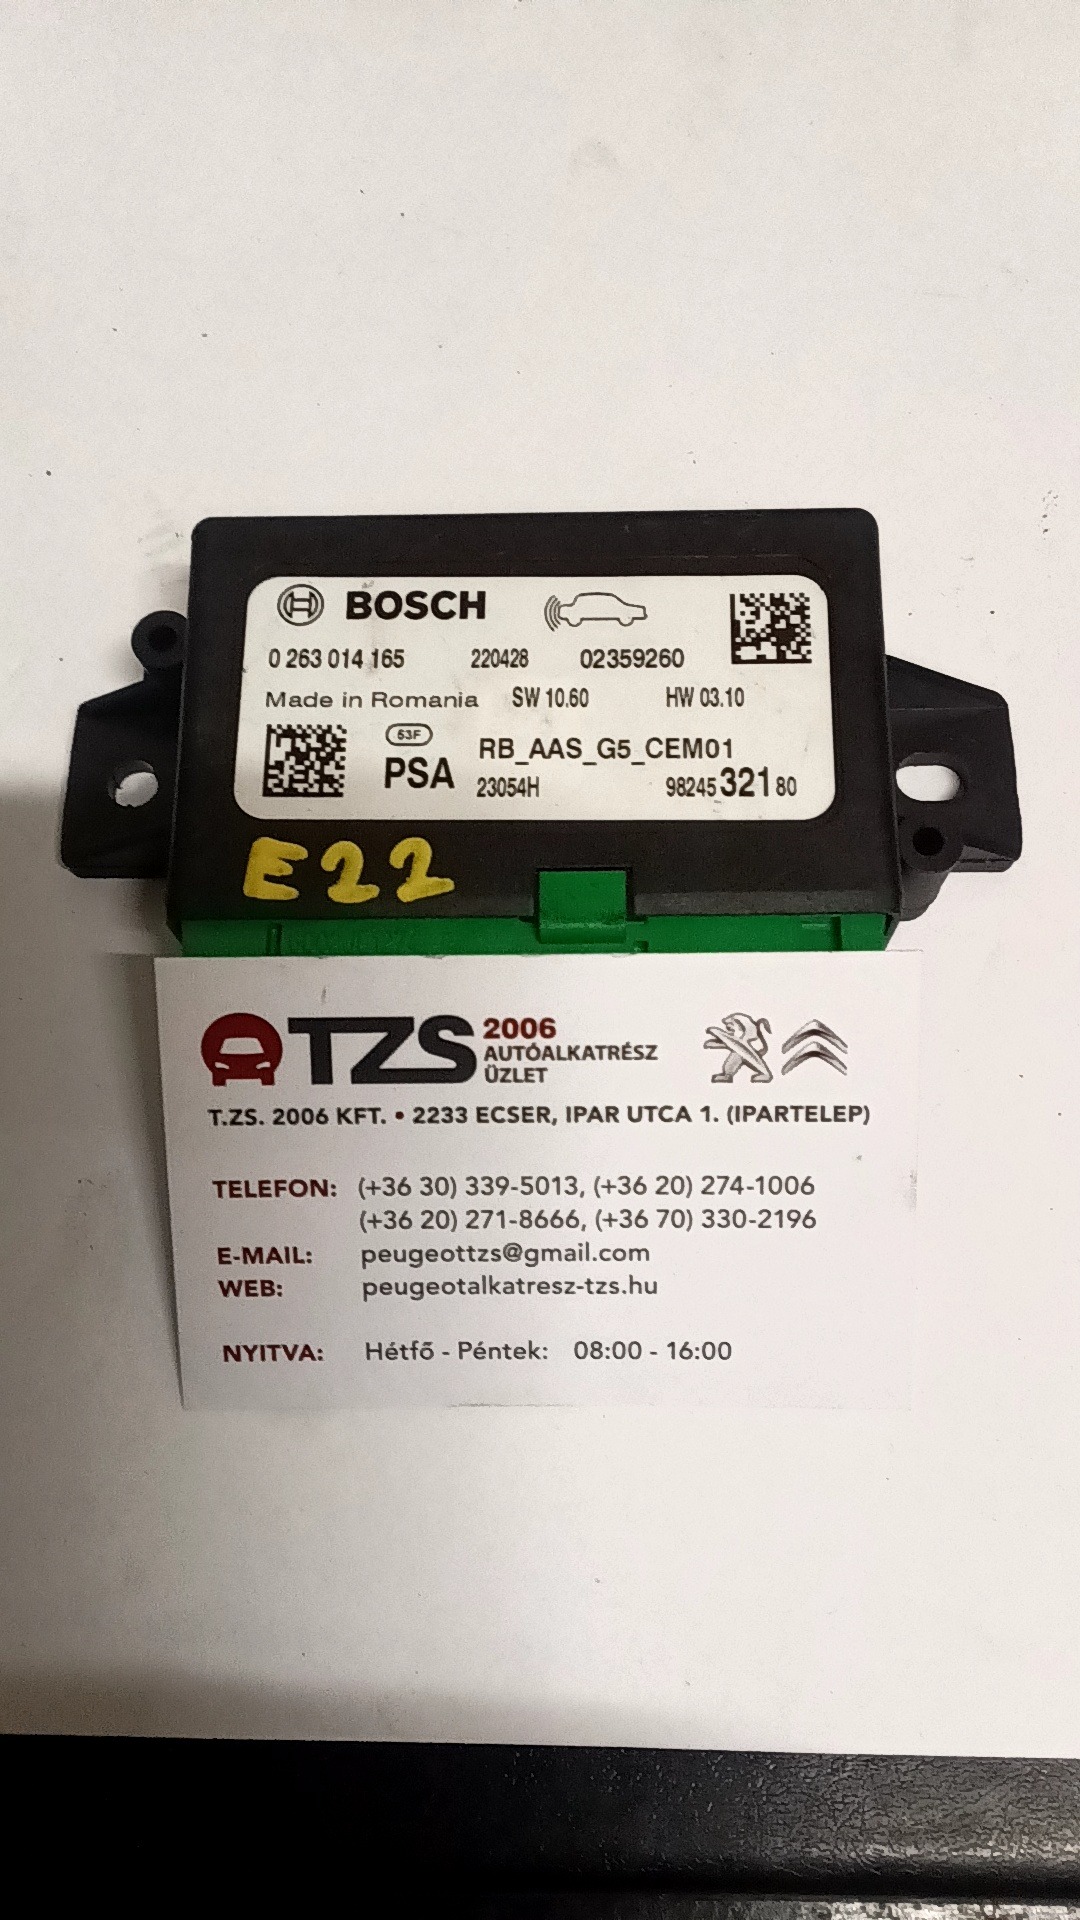 BOSCH
0 263 014 165 220428 02359260
Made in Romania SW 10.60 HW 03.10
53F
PSA RB_AAS_G5_CEM01
23054H 98245 321 80
E22
TZS 2006
AUTÓALKATRÉSZ
ÜZLET
T.ZS. 2006 KFT. • 2233 ECSER, IPAR UTCA 1. (IPARTELEP)
TELEFON: (+36 30) 339-5013, (+36 20) 274-1006
(+36 20) 271-8666, (+36 70) 330-2196
E-MAIL: peugeottzs@gmail.com
WEB: peugeotalkatresz-tzs.hu
NYITVA: Hétfő - Péntek: 08:00 - 16:00